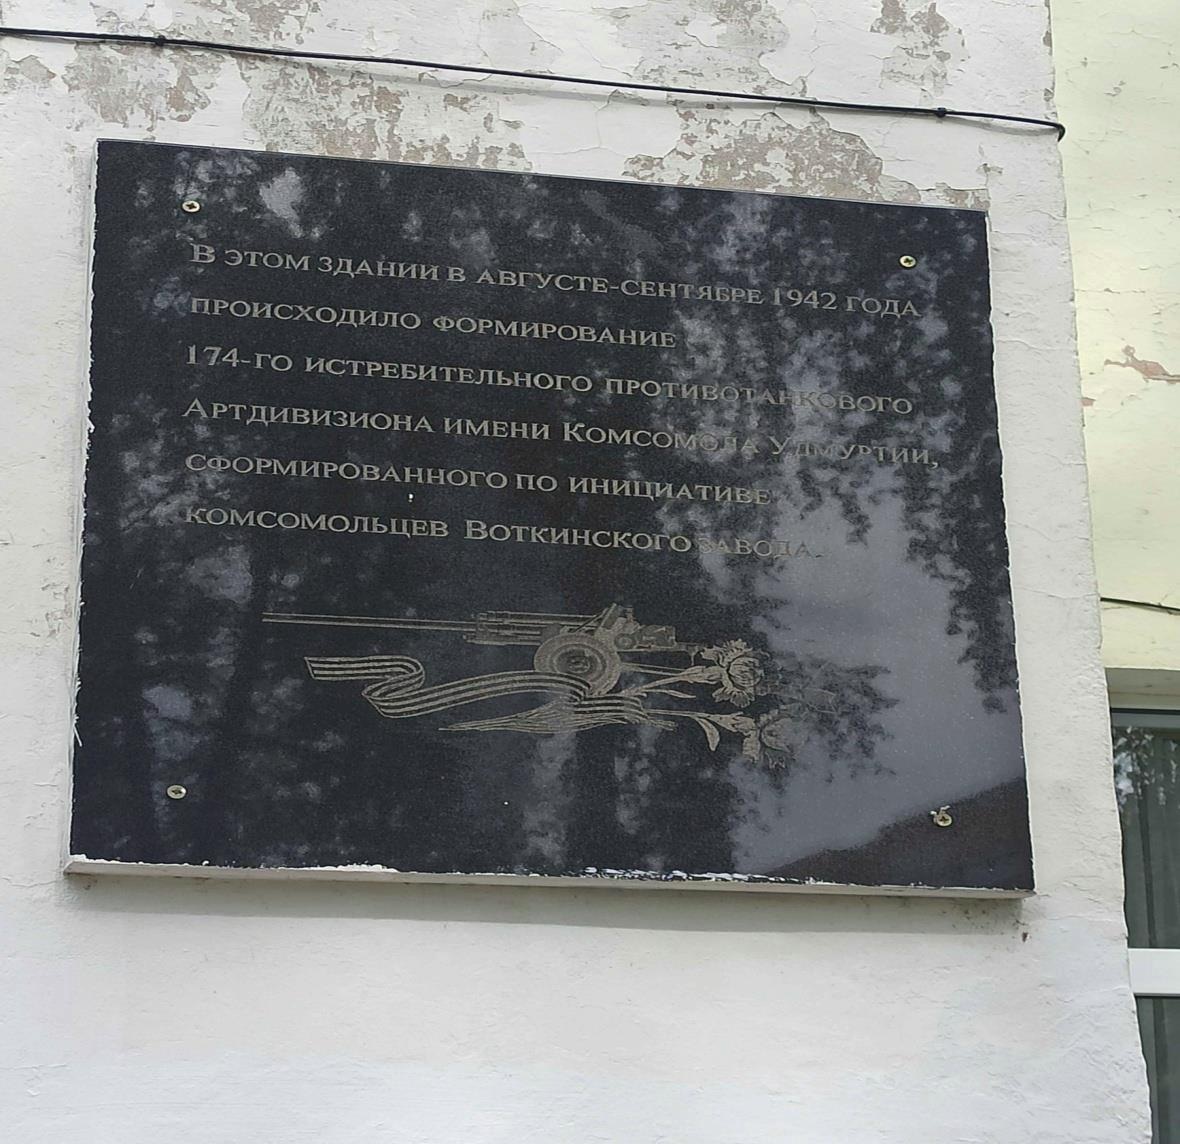 В ЭТОМ ЗДАНИИ В АВГУСТЕ-СЕНТЯБРЕ 1942 ГОДА
ПРОИСХОДИЛО ФОРМИРОВАНИЕ
174-ГО ИСТРЕБИТЕЛЬНОГО ПРОТИВОТАНКОВОГО
АРТДИВИЗИОНА ИМЕНИ КОМСОМОЛА УДМУРТИИ,
СФОРМИРОВАННОГО ПО ИНИЦИАТИВЕ
КОМСОМОЛЬЦЕВ ВОТКИНСКОГО ЗАВОДА.